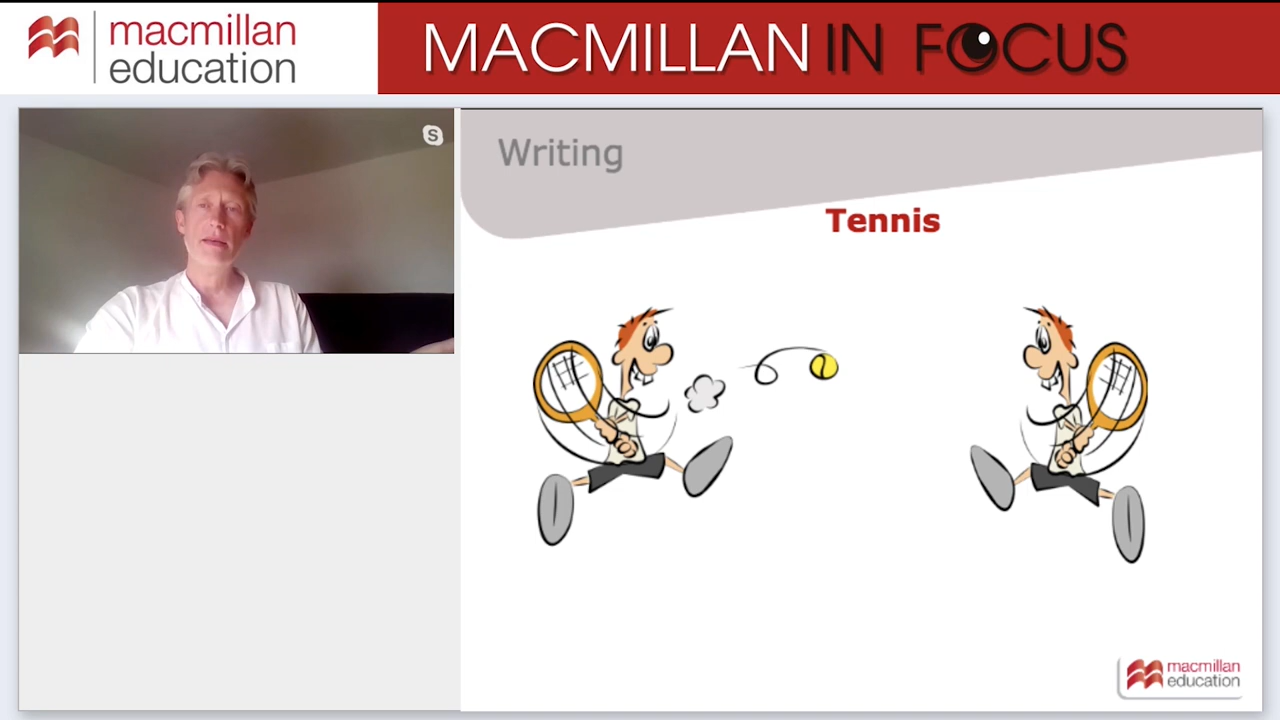 macmillan
education
MACMILLAN IN FOCUS
S
Writing
Tennis
macmillan
education